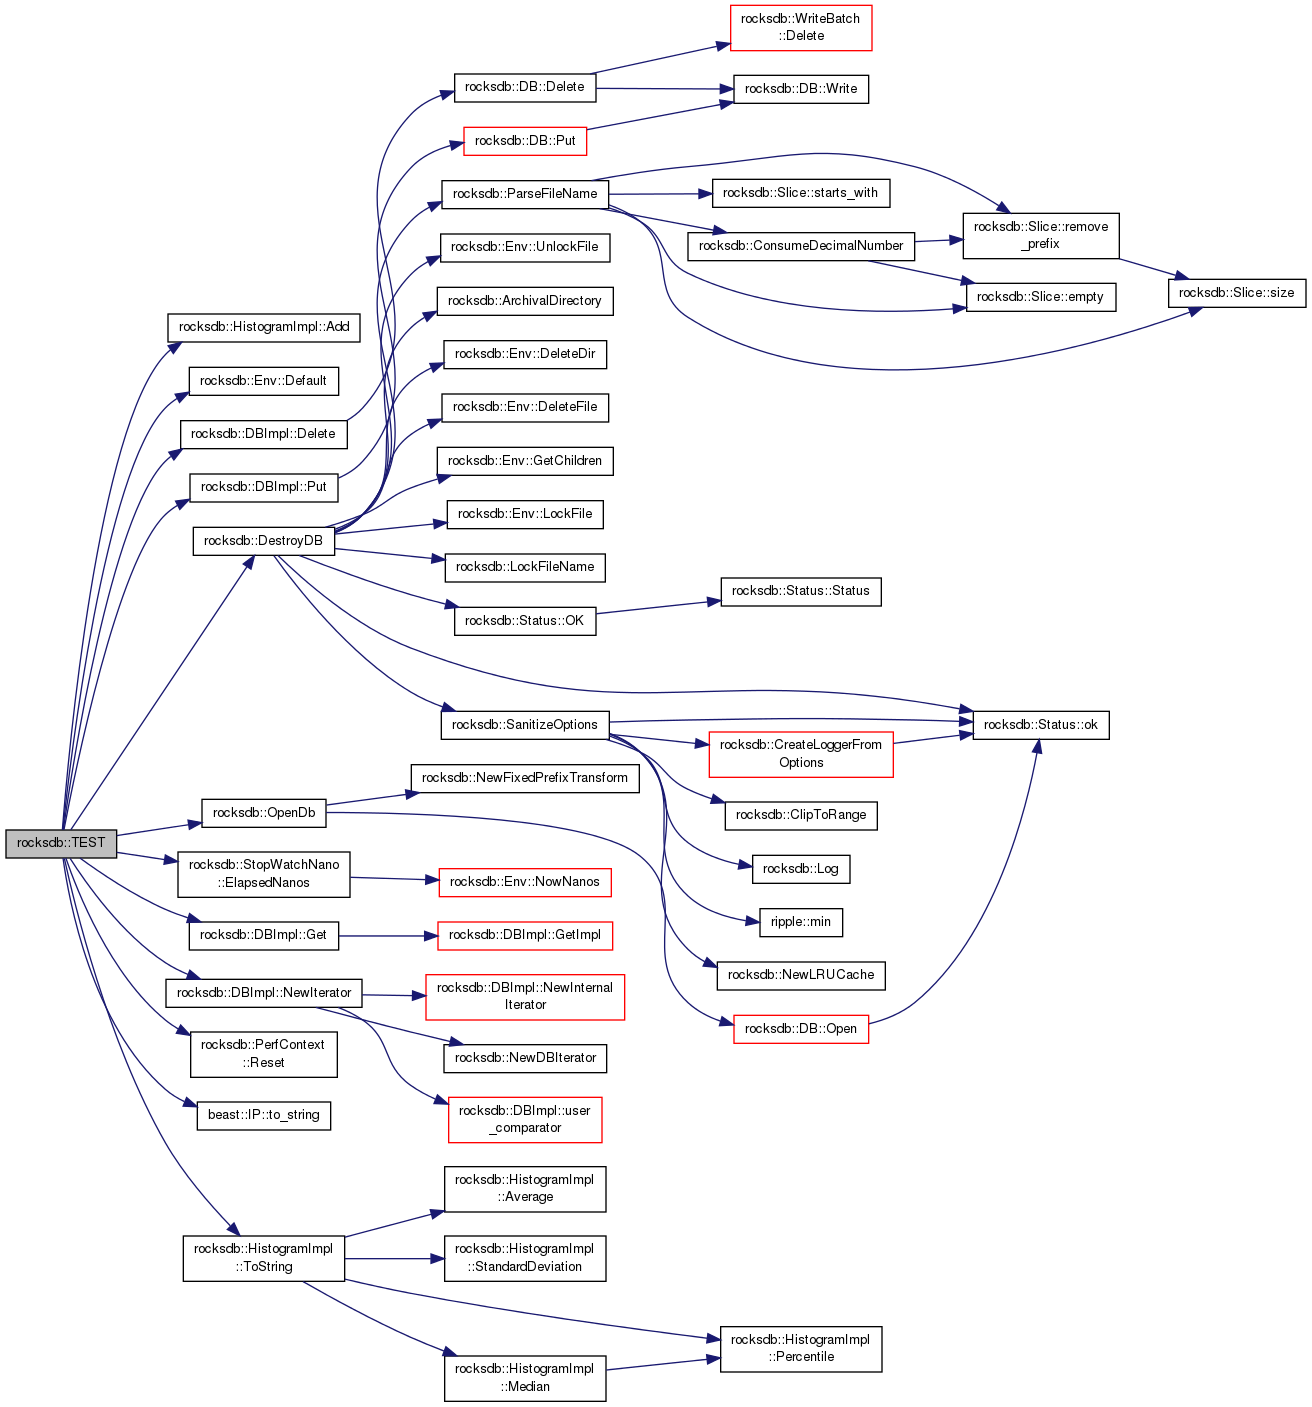 rocksdb::WriteBatch
::Delete
rocksdb::DB::Delete
rocksdb::DB::Write
rocksdb::DB::Put
rocksdb::ParseFileName
rocksdb::Slice::starts_with
rocksdb::Slice::remove
_prefix
rocksdb::Env::UnlockFile
rocksdb::ConsumeDecimalNumber
rocksdb::Slice::size
rocksdb::Slice::empty
rocksdb::ArchivalDirectory
rocksdb::HistogramImpl::Add
rocksdb::Env::DeleteDir
rocksdb::Env::Default
rocksdb::Env::DeleteFile
rocksdb::DBImpl::Delete
rocksdb::Env::GetChildren
rocksdb::DBImpl::Put
rocksdb::Env::LockFile
rocksdb::DestroyDB
rocksdb::LockFileName
rocksdb::Status::Status
rocksdb::Status::OK
rocksdb::SanitizeOptions
rocksdb::Status::ok
rocksdb::CreateLoggerFrom
Options
rocksdb::NewFixedPrefixTransform
rocksdb::OpenDb
rocksdb::ClipToRange
rocksdb::TEST
rocksdb::StopWatchNano
::ElapsedNanos
rocksdb::Log
rocksdb::Env::NowNanos
ripple::min
rocksdb::DBImpl::Get
rocksdb::DBImpl::GetImpl
rocksdb::NewLRUCache
rocksdb::DBImpl::NewIterator
rocksdb::DBImpl::NewInternal
Iterator
rocksdb::DB::Open
rocksdb::PerfContext
::Reset
rocksdb::NewDBIterator
beast::IP::to_string
rocksdb::DBImpl::user
_comparator
rocksdb::HistogramImpl
::Average
rocksdb::HistogramImpl
::ToString
rocksdb::HistogramImpl
::StandardDeviation
rocksdb::HistogramImpl
::Percentile
rocksdb::HistogramImpl
::Median